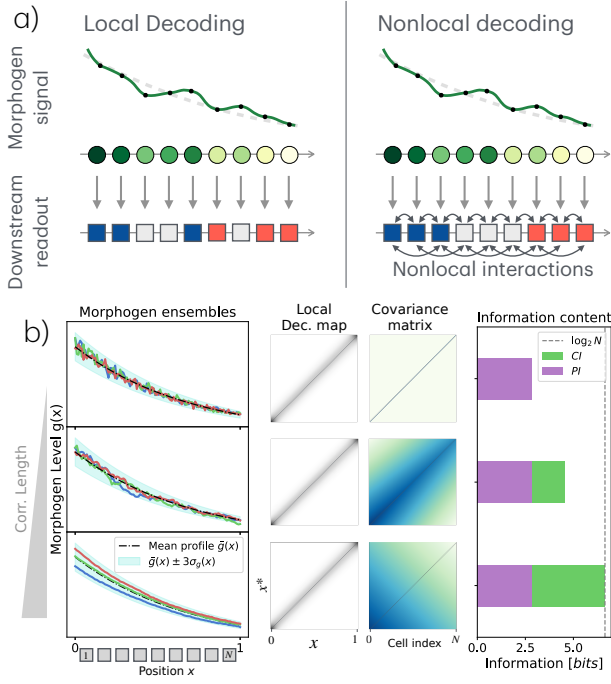 a)
Local Decoding
Nonlocal decoding
Morphogen
signal
Downstream
readout
Nonlocal interactions
b)
Morphogen ensembles
Local
Dec. map
Covariance
matrix
Information content
log₂ N
CI
PI
Corr. Length
Morphogen Level g(x)
Mean profile ḡ(x)
ḡ(x) ± 3σ_g(x)
0
1
Position x
1
N
x*
0
x
1
0
Cell index
N
0.0
2.5
5.0
Information [bits]